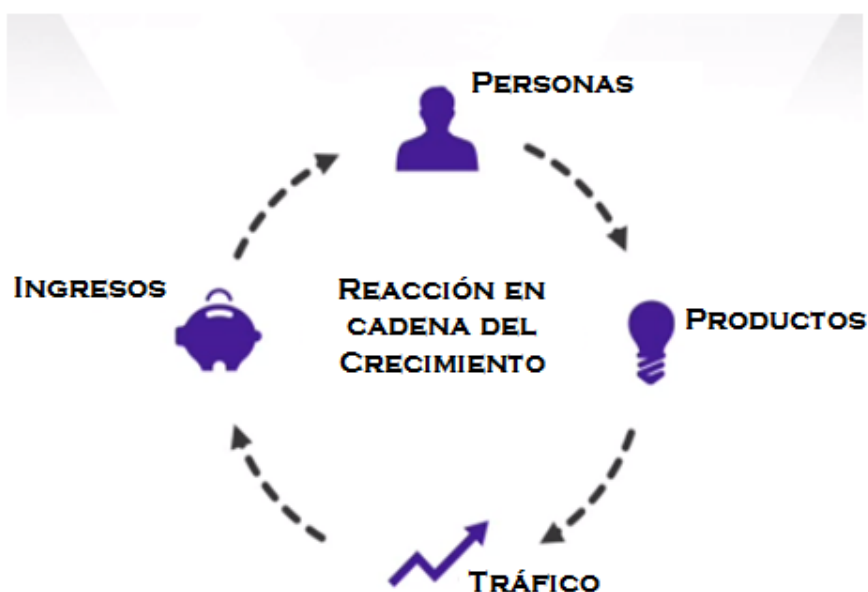 PERSONAS
INGRESOS
REACCIÓN EN
CADENA DEL
CRECIMIENTO
PRODUCTOS
TRÁFICO